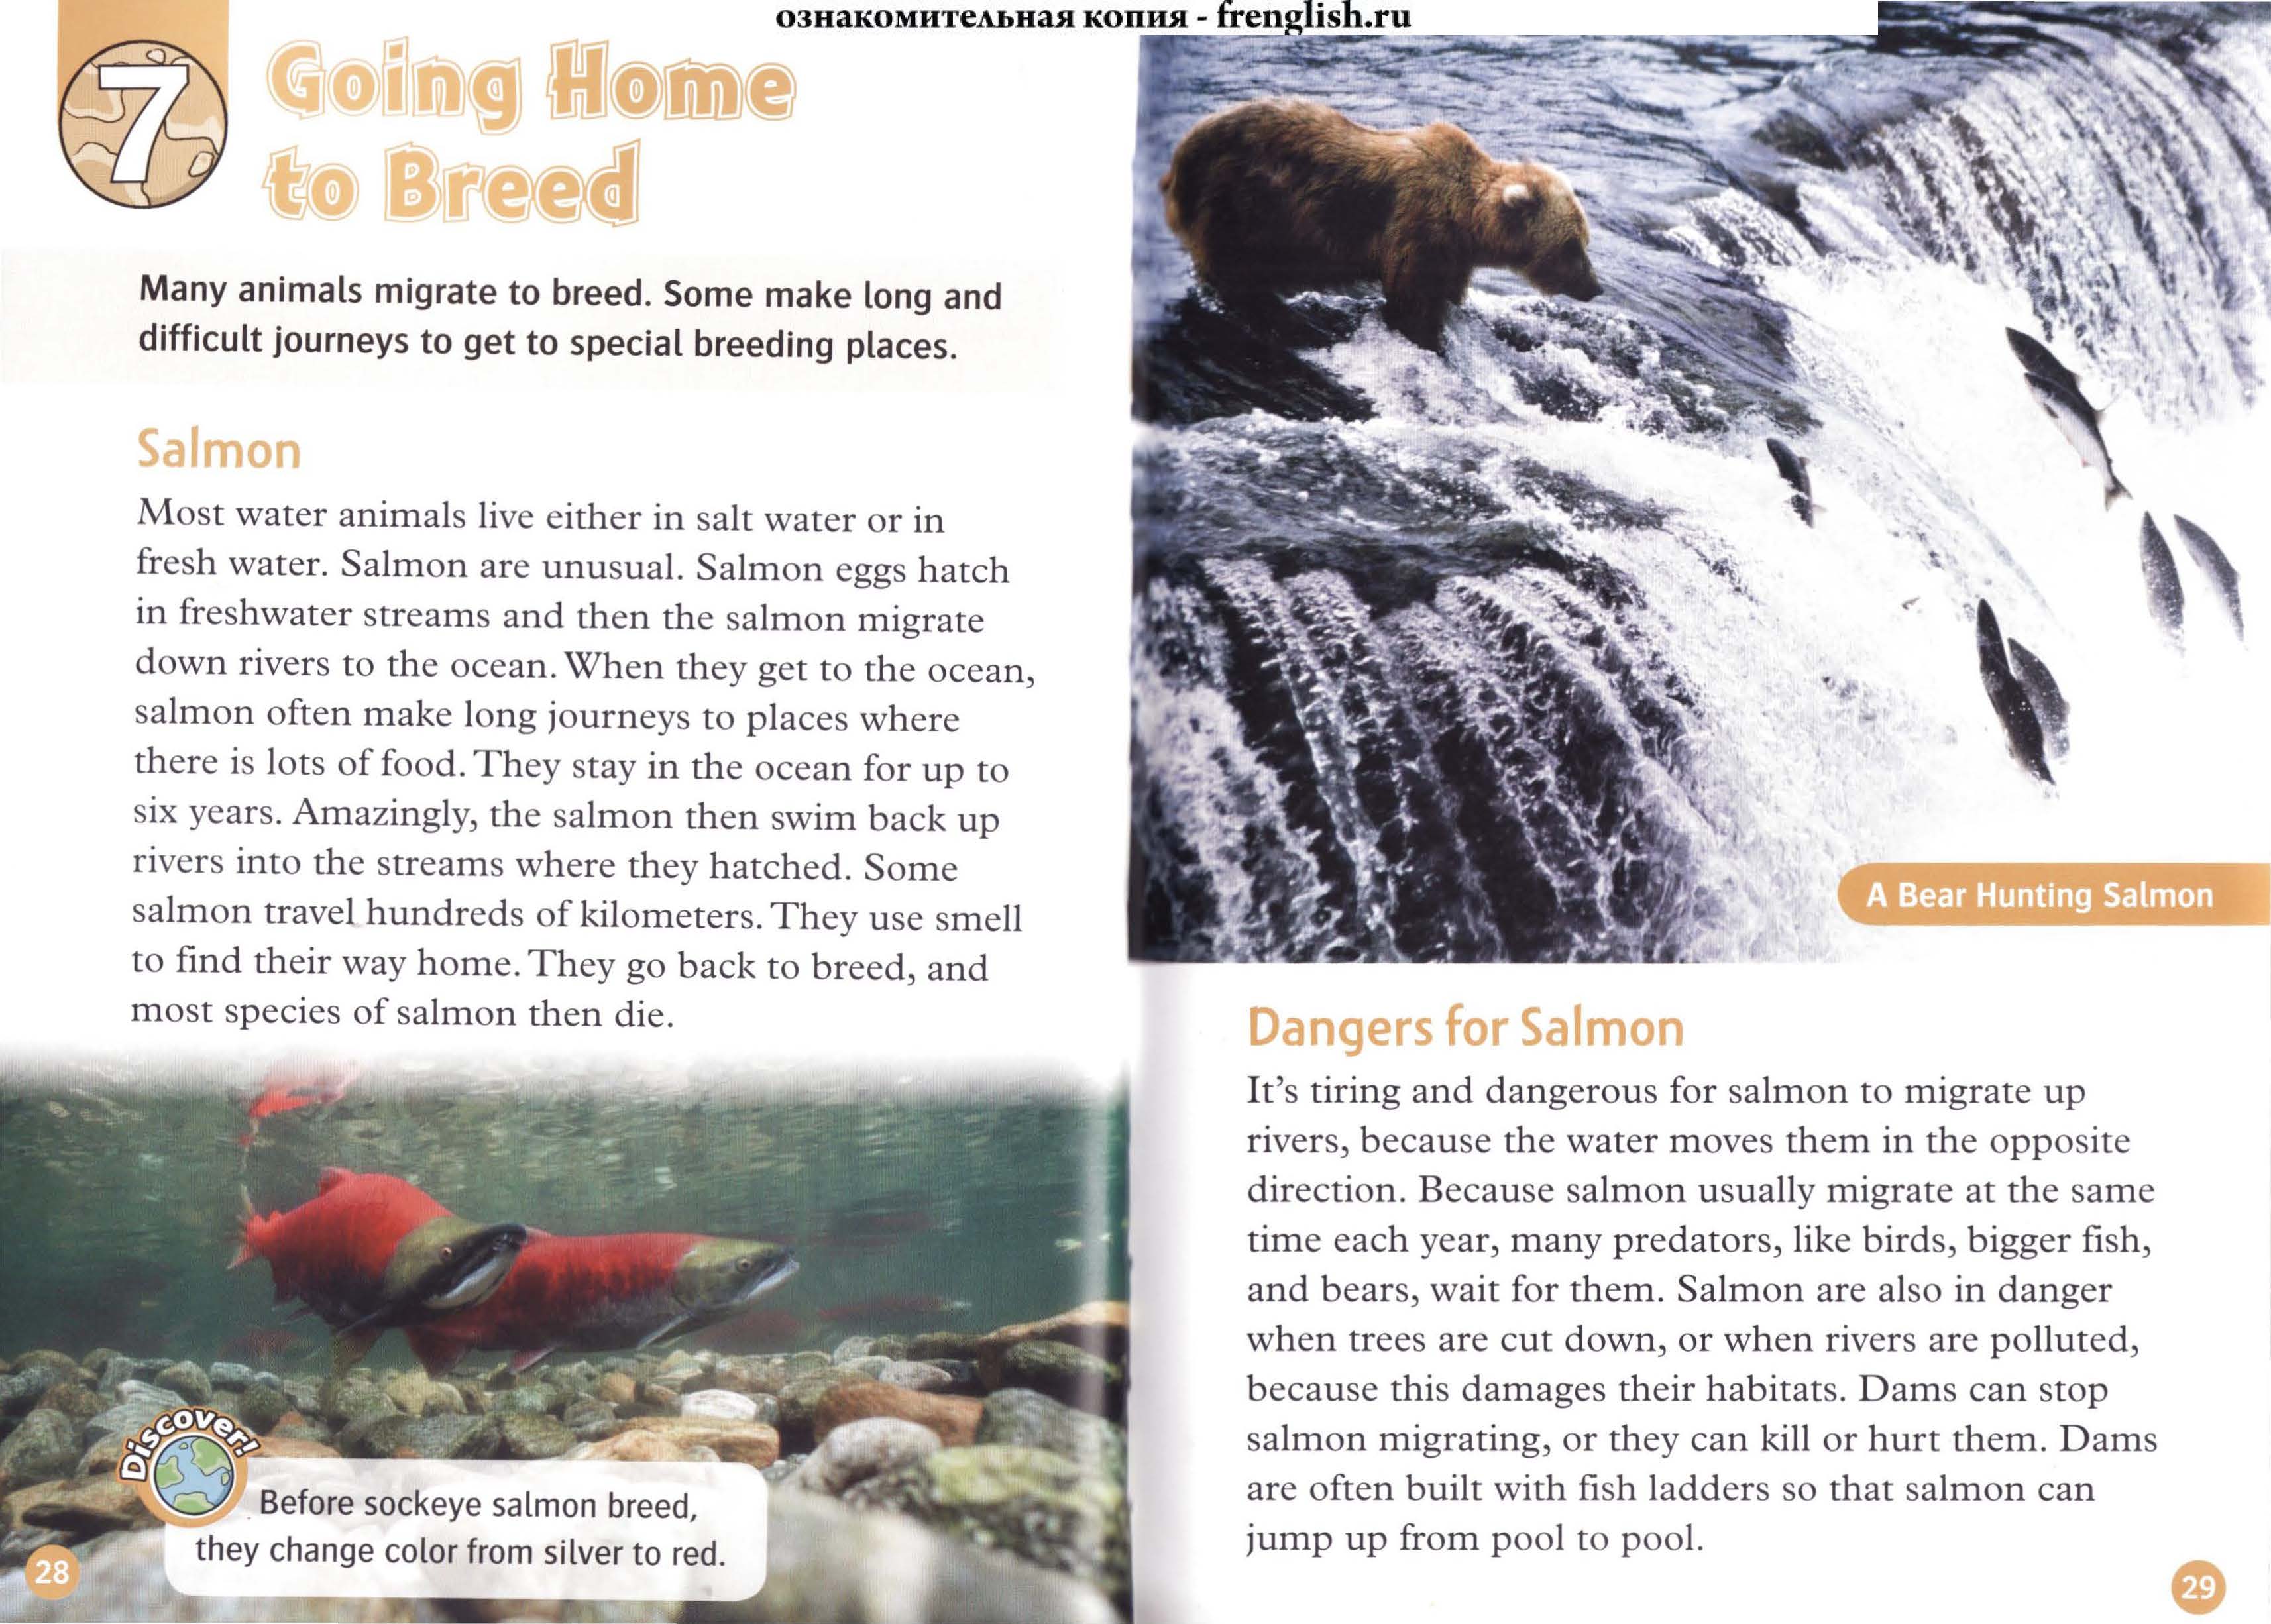 ознакомительная копия - frenglish.ru
7
Going Home
to Breed
Many animals migrate to breed. Some make long and
difficult journeys to get to special breeding places.
Salmon
Most water animals live either in salt water or in
fresh water. Salmon are unusual. Salmon eggs hatch
in freshwater streams and then the salmon migrate
down rivers to the ocean. When they get to the ocean,
salmon often make long journeys to places where
there is lots of food. They stay in the ocean for up to
six years. Amazingly, the salmon then swim back up
rivers into the streams where they hatched. Some
salmon travel hundreds of kilometers. They use smell
to find their way home. They go back to breed, and
most species of salmon then die.
Discover!
Before sockeye salmon breed,
they change color from silver to red.
28
A Bear Hunting Salmon
Dangers for Salmon
It's tiring and dangerous for salmon to migrate up
rivers, because the water moves them in the opposite
direction. Because salmon usually migrate at the same
time each year, many predators, like birds, bigger fish,
and bears, wait for them. Salmon are also in danger
when trees are cut down, or when rivers are polluted,
because this damages their habitats. Dams can stop
salmon migrating, or they can kill or hurt them. Dams
are often built with fish ladders so that salmon can
jump up from pool to pool.
29